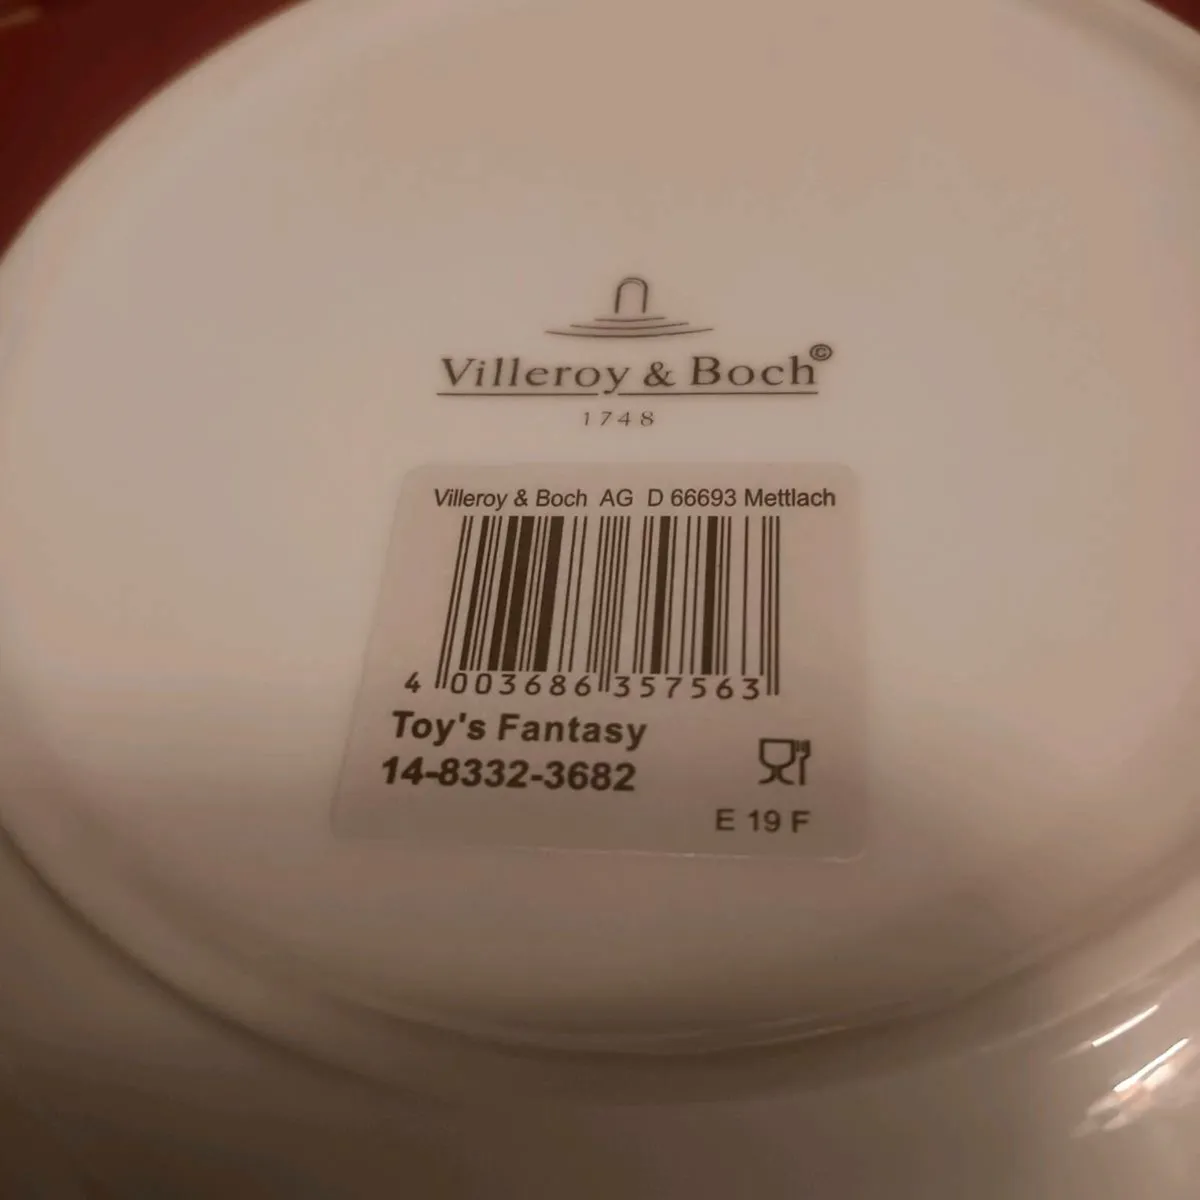 Villeroy & Boch©
1748
Villeroy & Boch AG D 66693 Mettlach
4 003686 357563
Toy's Fantasy
14-8332-3682
E 19 F